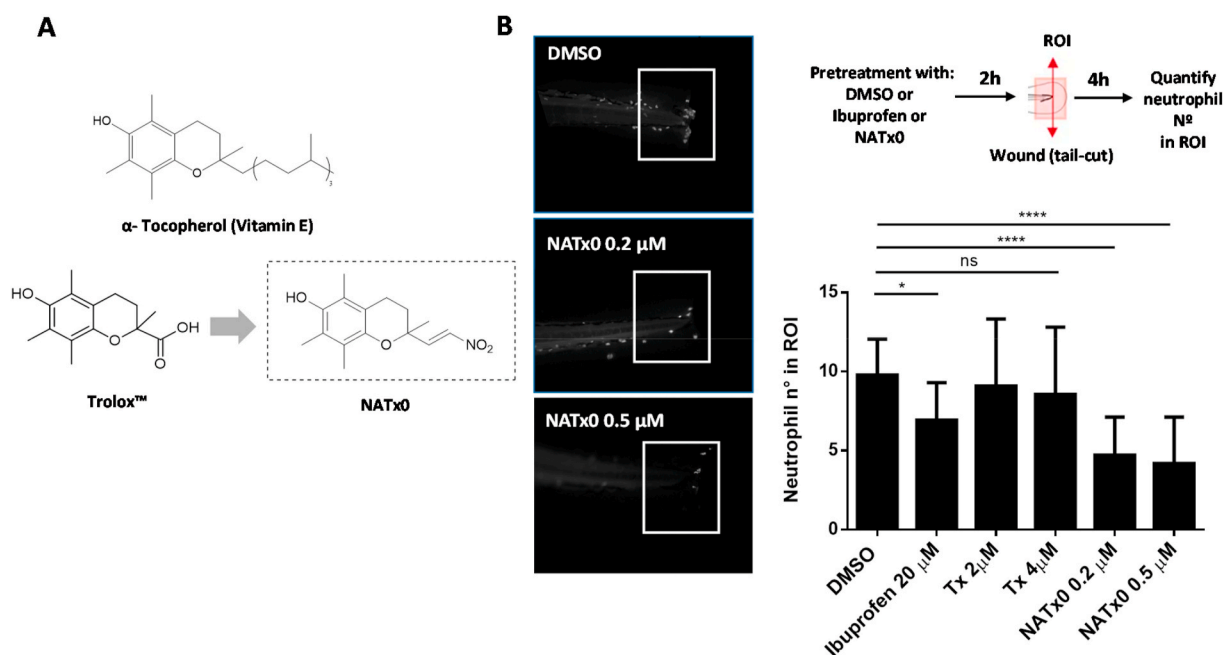 A
HO
O
3
α- Tocopherol (Vitamin E)
HO
O
OH
O
Trolox™
HO
O
NO₂
NATx0
B
DMSO
NATx0 0.2 µM
NATx0 0.5 µM
Pretreatment with:
DMSO or
Ibuprofen or
NATx0
2h
ROI
Wound (tail-cut)
4h
Quantify
neutrophil
Nº
in ROI
****
****
ns
*
Neutrophil n° in ROI
15
10
5
0
DMSO
Ibuprofen 20 µM
Tx 2µM
Tx 4µM
NATx0 0.2 µM
NATx0 0.5 µM